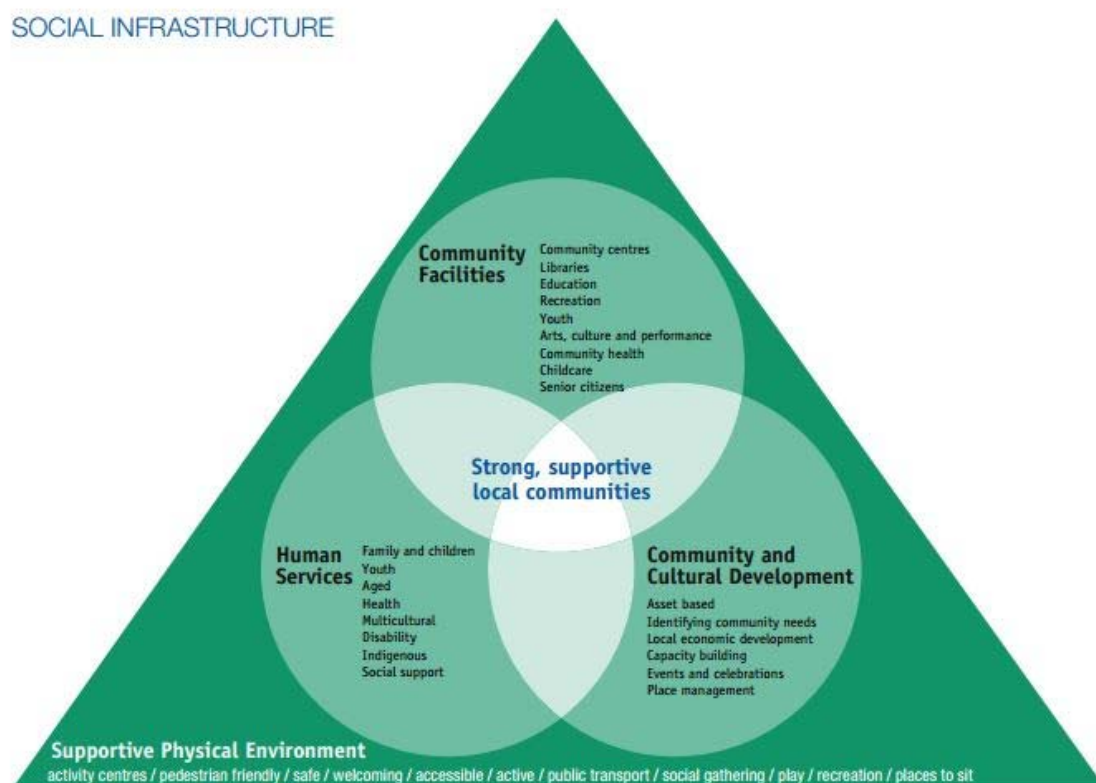 SOCIAL INFRASTRUCTURE
Community
Facilities
Community centres
Libraries
Education
Recreation
Youth
Arts, culture and performance
Community health
Childcare
Senior citizens
Strong, supportive
local communities
Human
Services
Family and children
Youth
Aged
Health
Multicultural
Disability
Indigenous
Social support
Community and
Cultural Development
Asset based
Identifying community needs
Local economic development
Capacity building
Events and celebrations
Place management
Supportive Physical Environment
activity centres / pedestrian friendly / safe / welcoming / accessible / active / public transport / social gathering / play / recreation / places to sit